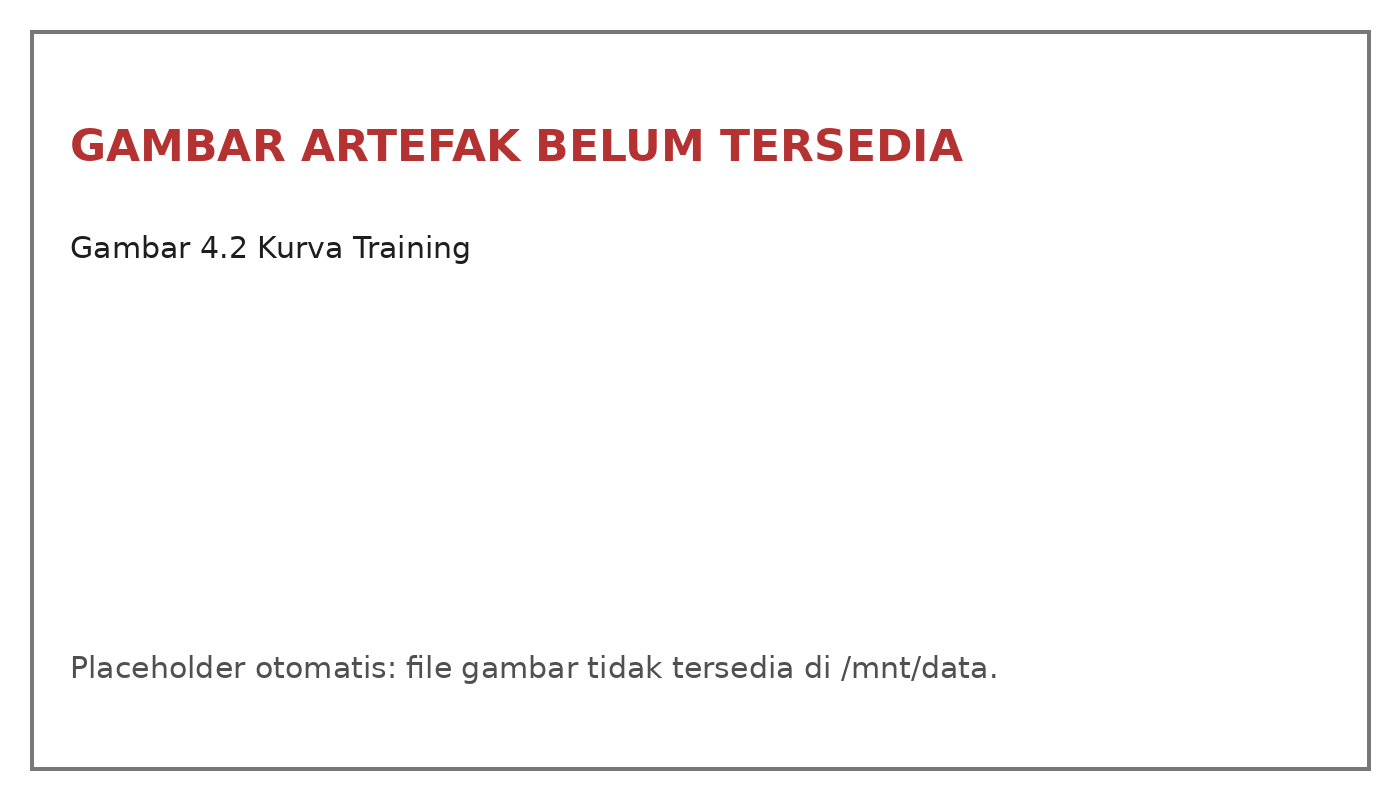 GAMBAR ARTEFAK BELUM TERSEDIA
Gambar 4.2 Kurva Training
Placeholder otomatis: file gambar tidak tersedia di /mnt/data.